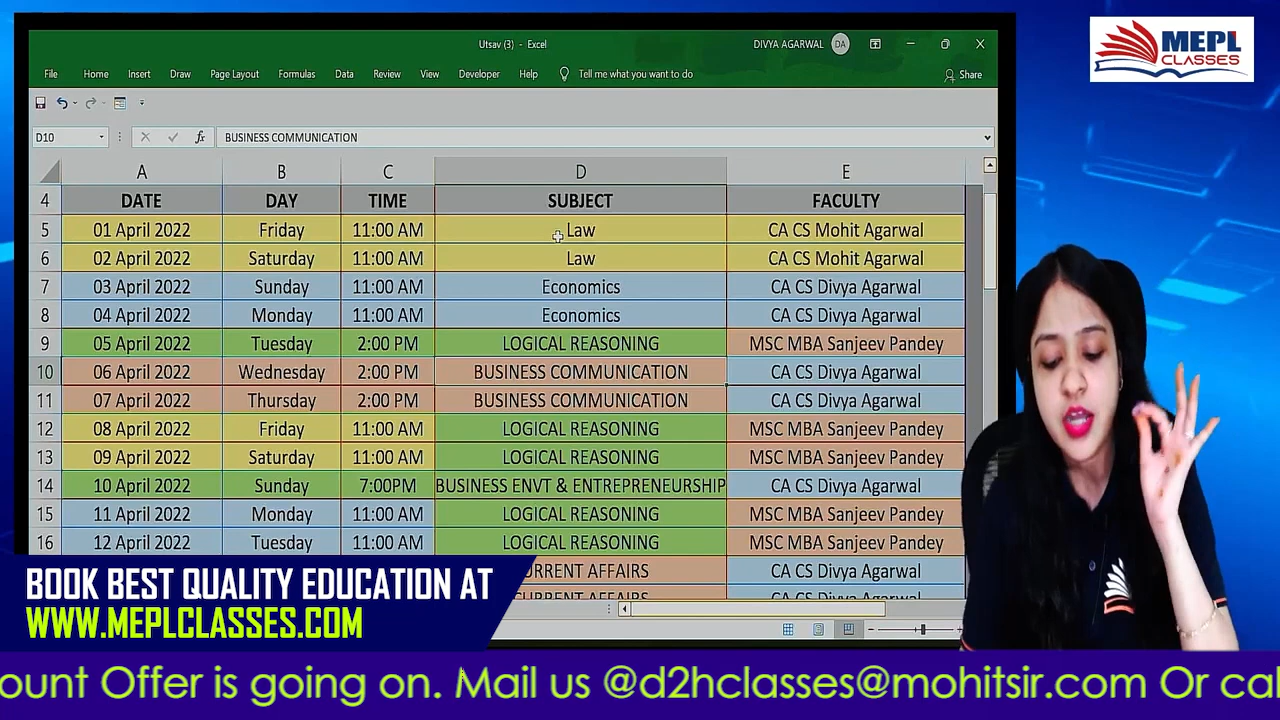 Utsav (3) - Excel
DIVYA AGARWAL DA
MEPL CLASSES
File Home Insert Draw Page Layout Formulas Data Review View Developer Help Tell me what you want to do Share
D10 fx BUSINESS COMMUNICATION
A B C D E
4 DATE DAY TIME SUBJECT FACULTY
5 01 April 2022 Friday 11:00 AM Law CA CS Mohit Agarwal
6 02 April 2022 Saturday 11:00 AM Law CA CS Mohit Agarwal
7 03 April 2022 Sunday 11:00 AM Economics CA CS Divya Agarwal
8 04 April 2022 Monday 11:00 AM Economics CA CS Divya Agarwal
9 05 April 2022 Tuesday 2:00 PM LOGICAL REASONING MSC MBA Sanjeev Pandey
10 06 April 2022 Wednesday 2:00 PM BUSINESS COMMUNICATION CA CS Divya Agarwal
11 07 April 2022 Thursday 2:00 PM BUSINESS COMMUNICATION CA CS Divya Agarwal
12 08 April 2022 Friday 11:00 AM LOGICAL REASONING MSC MBA Sanjeev Pandey
13 09 April 2022 Saturday 11:00 AM LOGICAL REASONING MSC MBA Sanjeev Pandey
14 10 April 2022 Sunday 7:00PM BUSINESS ENVT & ENTREPRENEURSHIP CA CS Divya Agarwal
15 11 April 2022 Monday 11:00 AM LOGICAL REASONING MSC MBA Sanjeev Pandey
16 12 April 2022 Tuesday 11:00 AM LOGICAL REASONING MSC MBA Sanjeev Pandey
URRENT AFFAIRS CA CS Divya Agarwal
BOOK BEST QUALITY EDUCATION AT
WWW.MEPLCLASSES.COM
ount Offer is going on. Mail us @d2hclasses@mohitsir.com Or cal